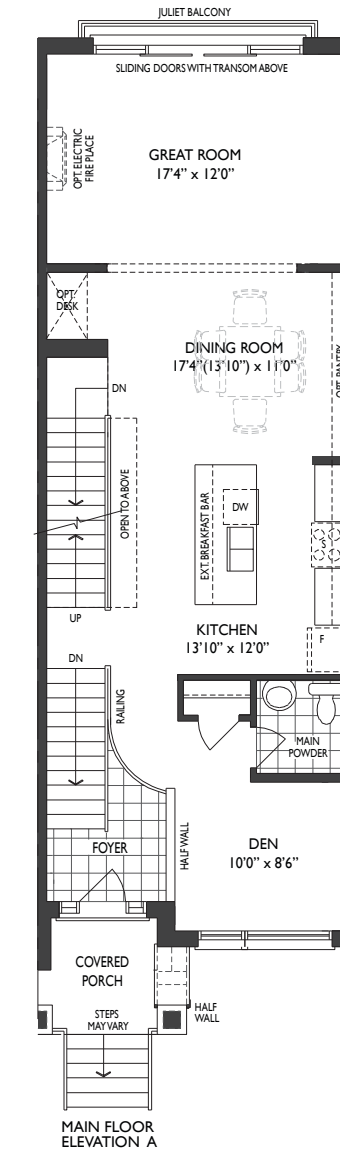 JULIET BALCONY
SLIDING DOORS WITH TRANSOM ABOVE
OPT. ELECTRIC
FIRE PLACE
GREAT ROOM
17'4" x 12'0"
OPT.
DESK
DINING ROOM
17'4"(13'10") x 11'0"
OPT. PANTRY
DN
OPEN TO ABOVE
EXT. BREAKFAST BAR
DW
S
UP
KITCHEN
13'10" x 12'0"
F
DN
RAILING
MAIN
POWDER
HALF WALL
FOYER
DEN
10'0" x 8'6"
COVERED
PORCH
STEPS
MAY VARY
HALF
WALL
MAIN FLOOR
ELEVATION A